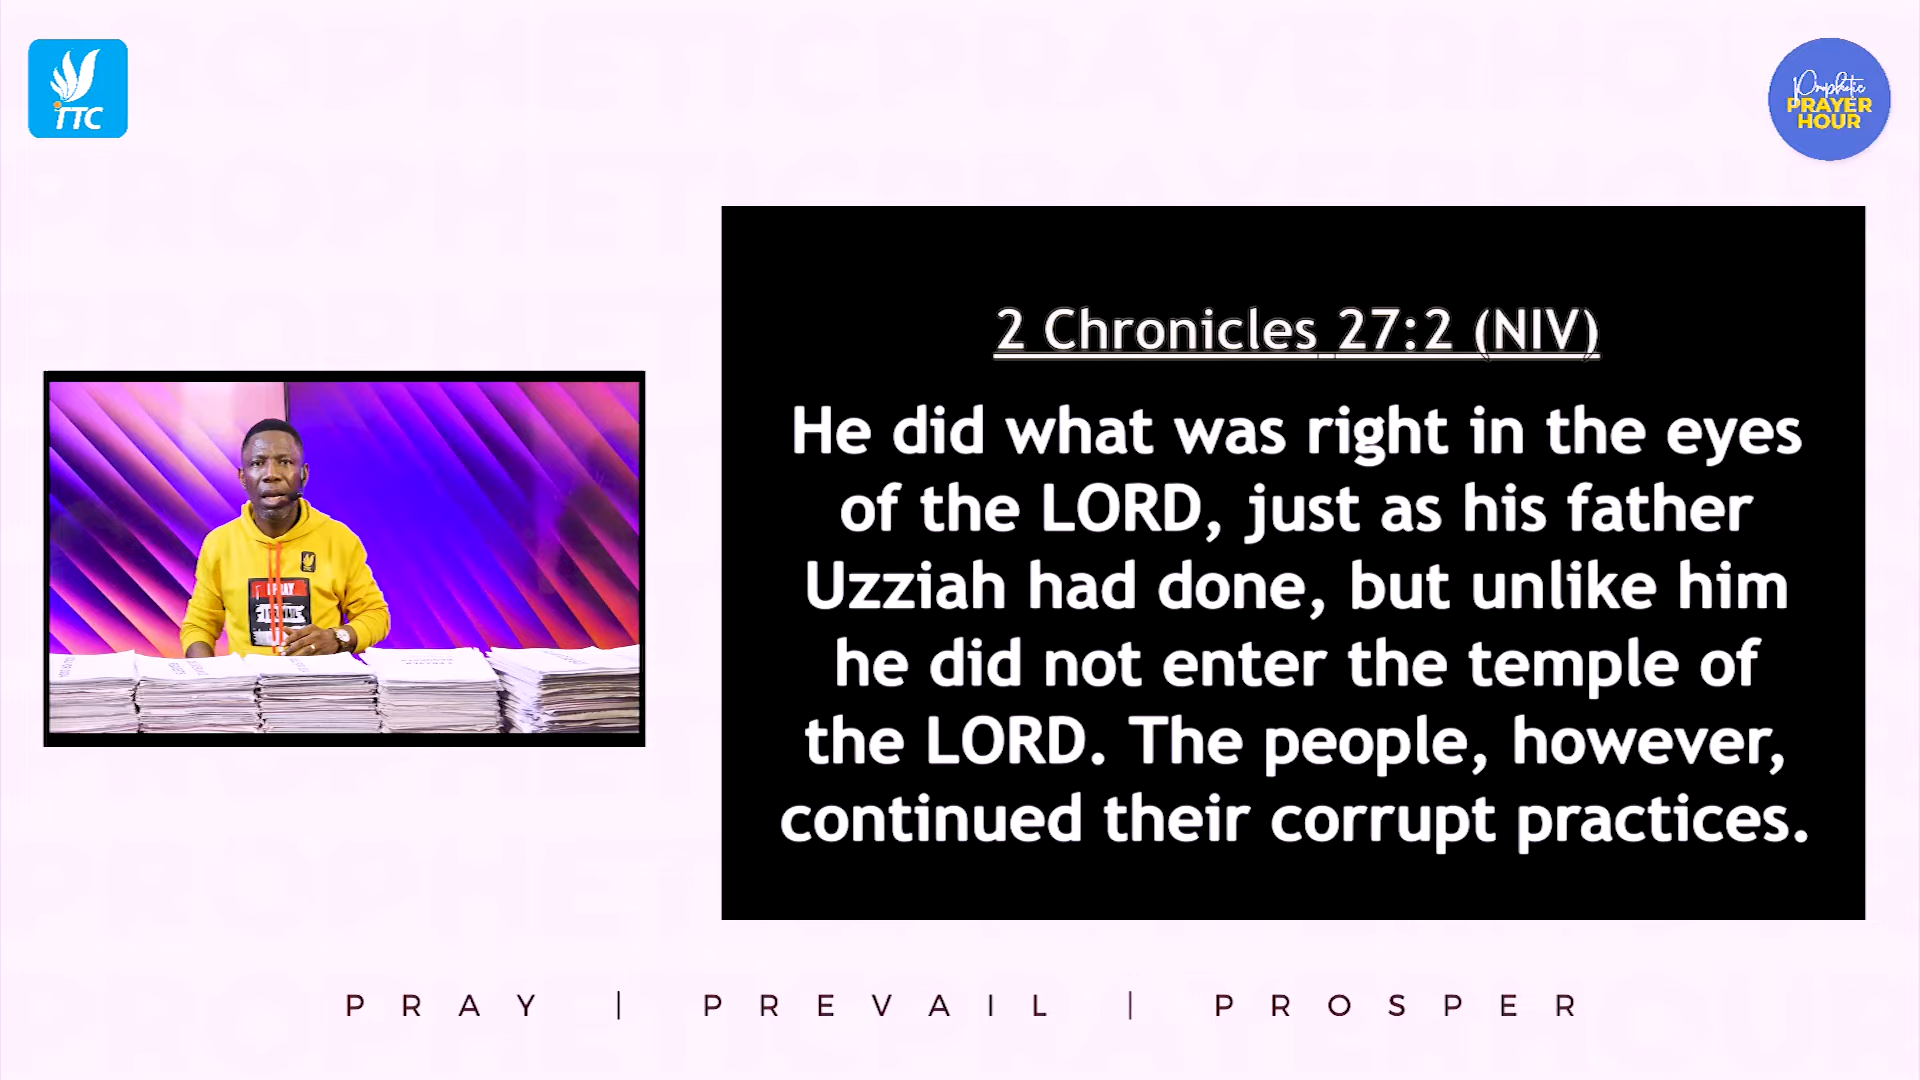 TTC
Prophetic
PRAYER
HOUR
2 Chronicles 27:2 (NIV)
He did what was right in the eyes
of the LORD, just as his father
Uzziah had done, but unlike him
he did not enter the temple of
the LORD. The people, however,
continued their corrupt practices.
I PRAY
PRAY | PREVAIL | PROSPER